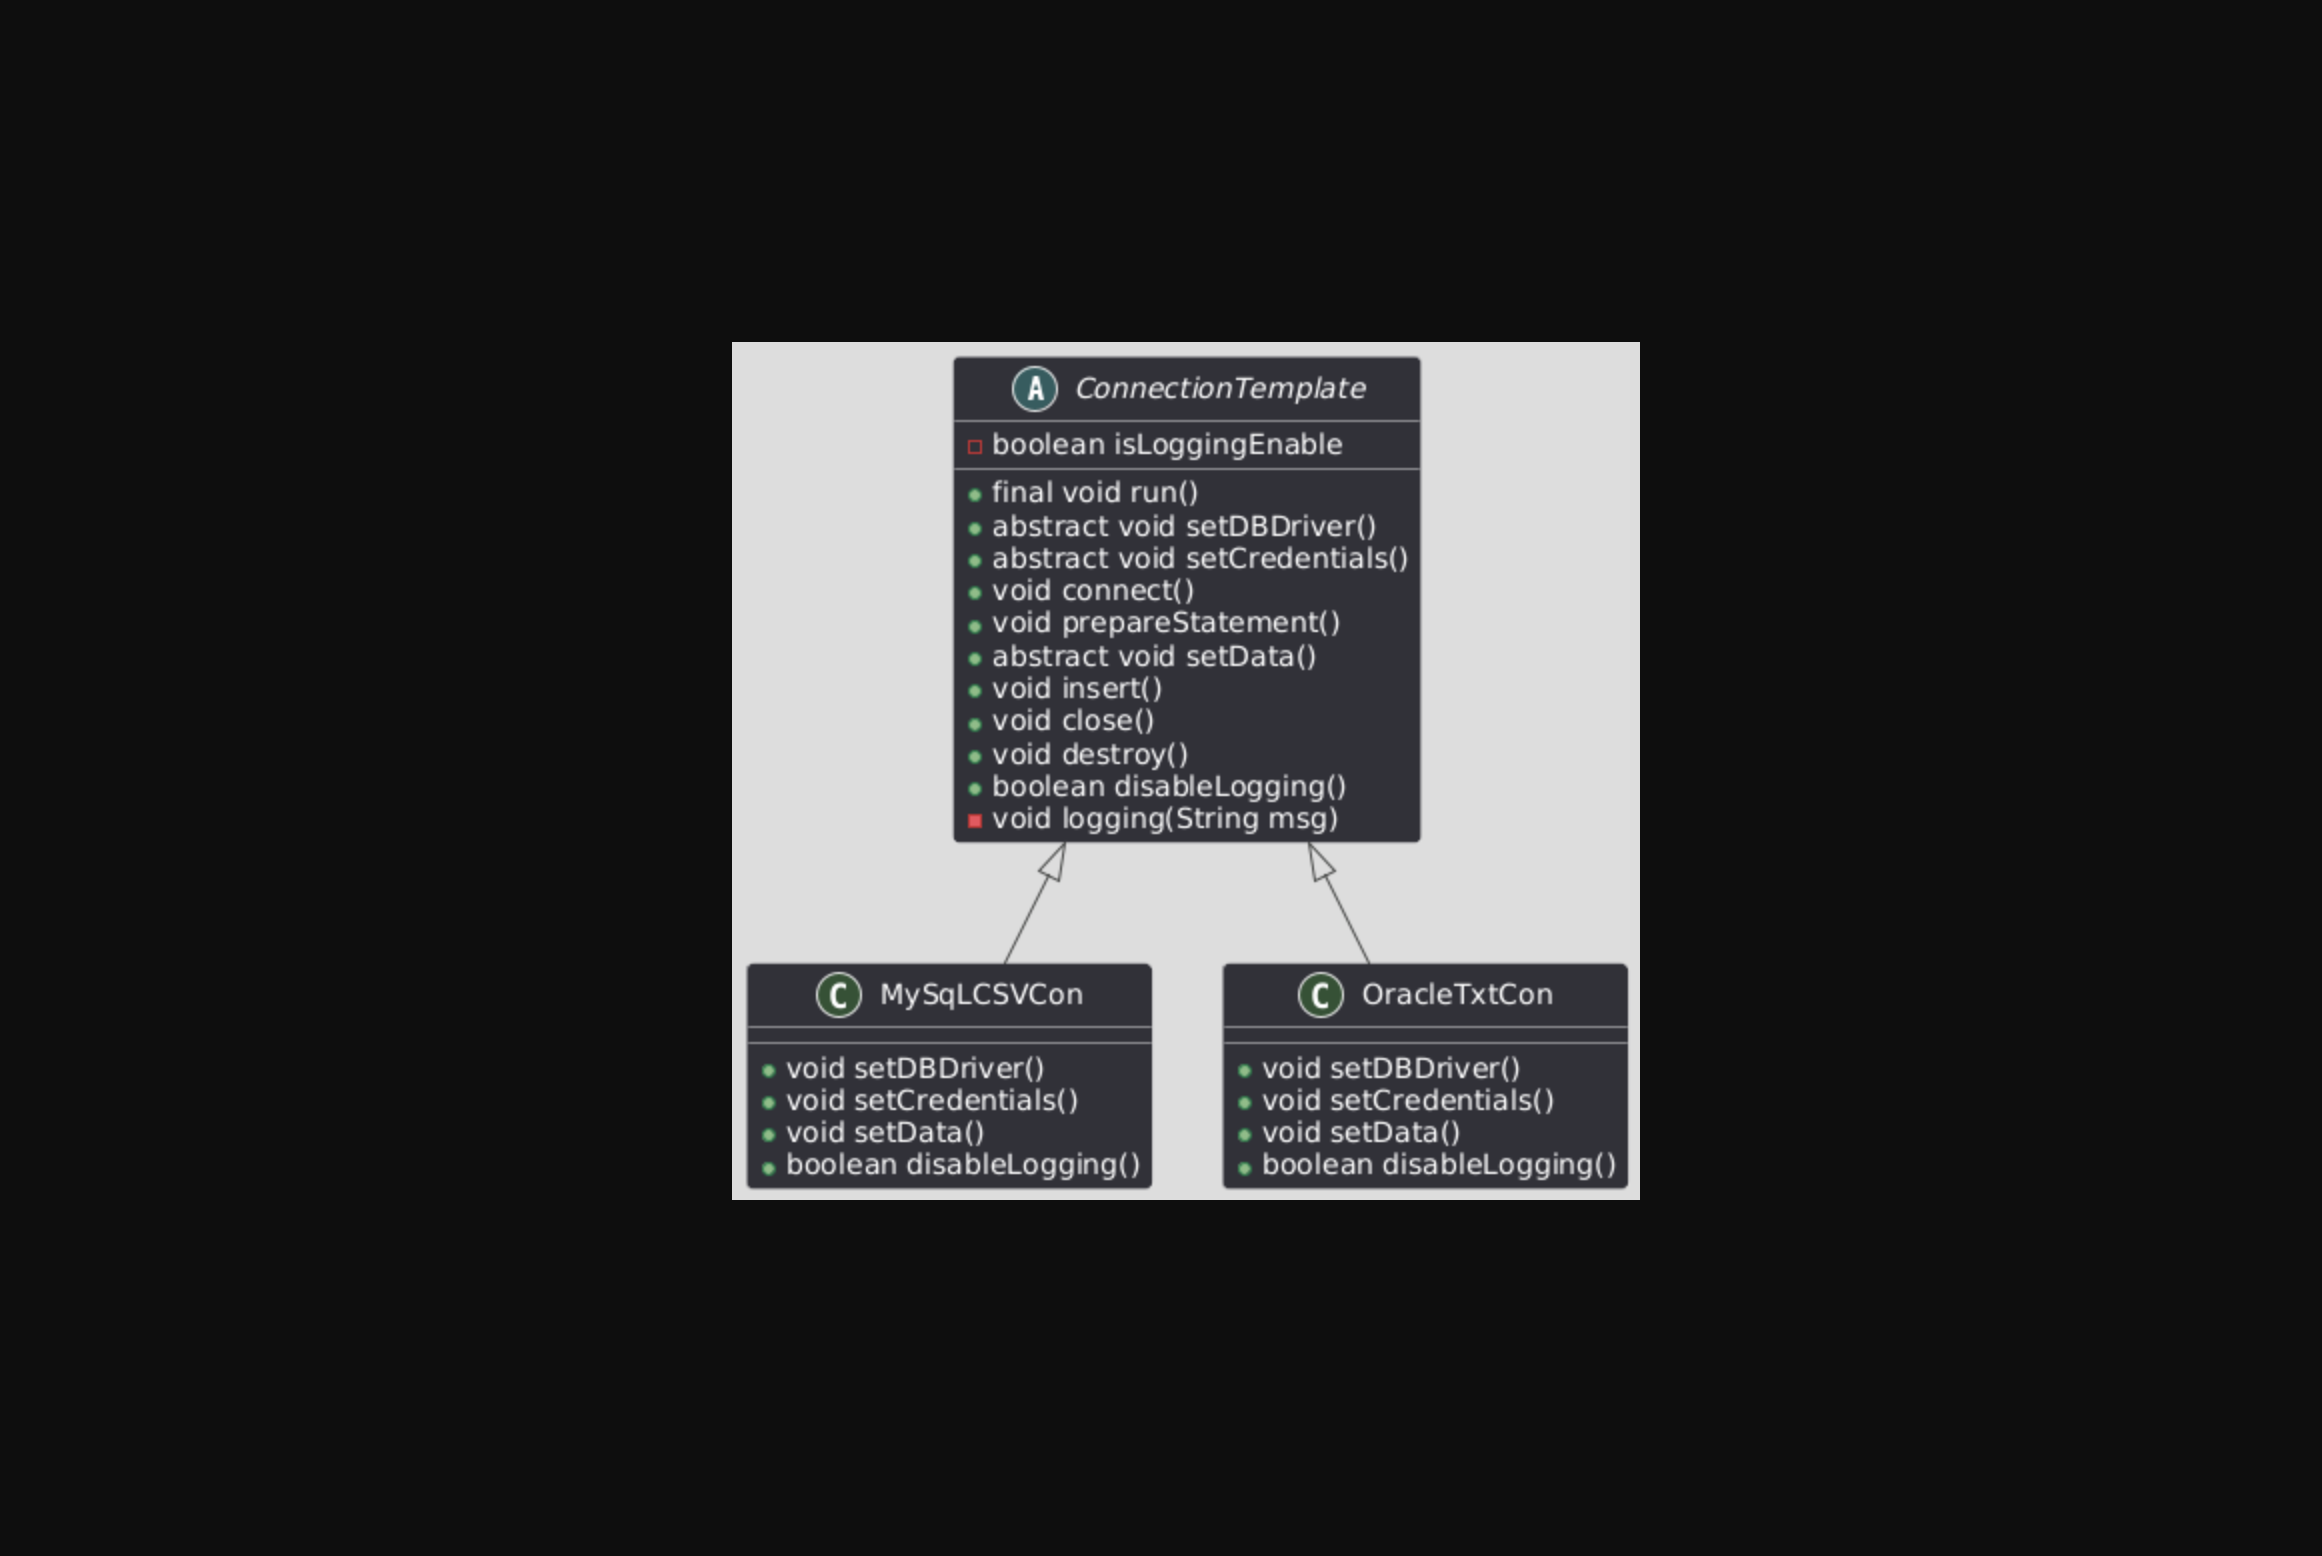 A ConnectionTemplate
boolean isLoggingEnable
final void run()
abstract void setDBDriver()
abstract void setCredentials()
void connect()
void prepareStatement()
abstract void setData()
void insert()
void close()
void destroy()
boolean disableLogging()
void logging(String msg)
C MySqLCSVCon
void setDBDriver()
void setCredentials()
void setData()
boolean disableLogging()
C OracleTxtCon
void setDBDriver()
void setCredentials()
void setData()
boolean disableLogging()